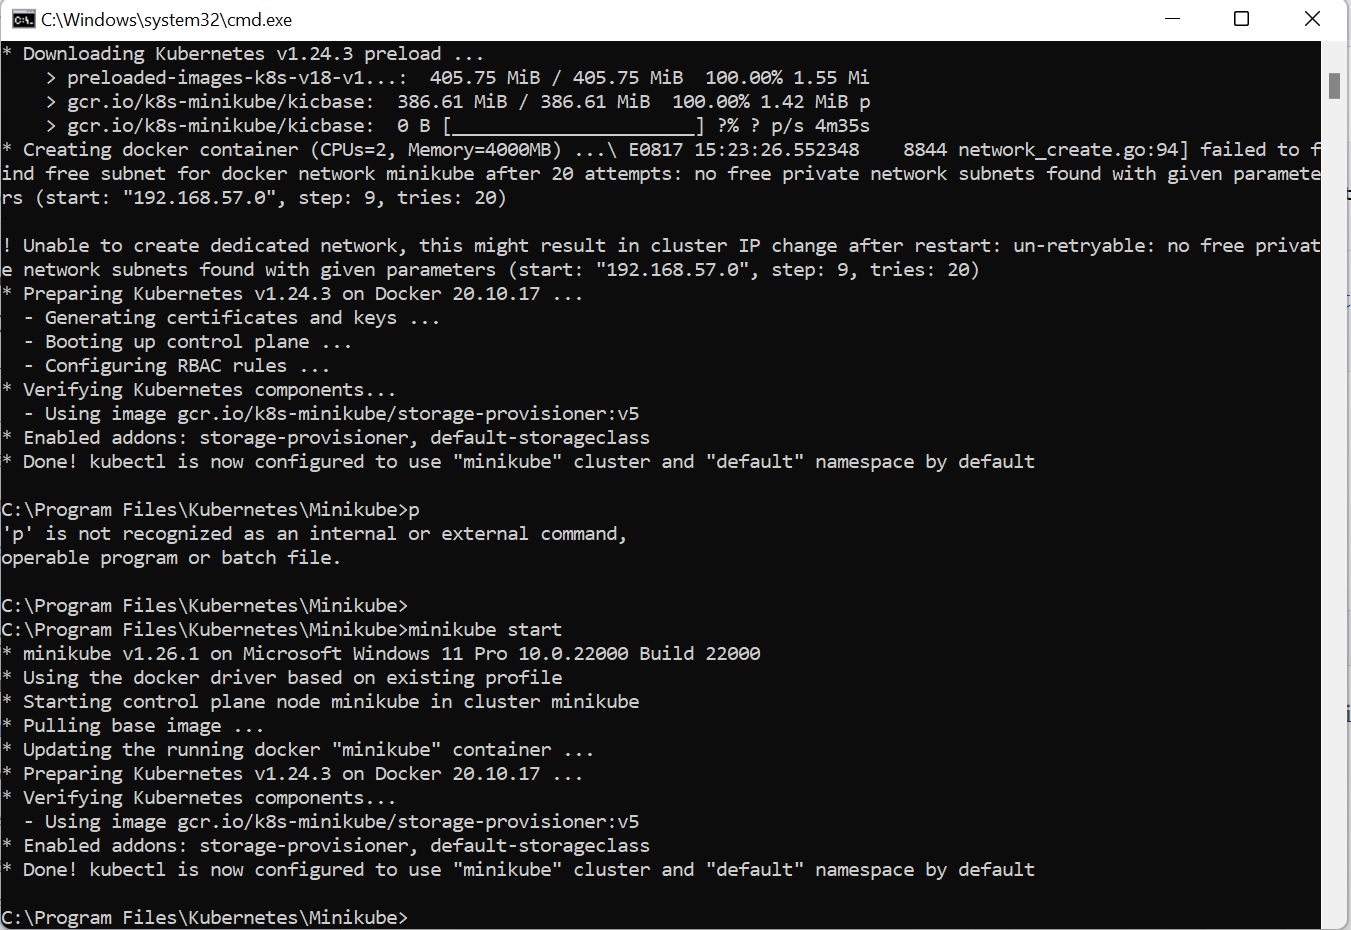 C:\Windows\system32\cmd.exe
* Downloading Kubernetes v1.24.3 preload ...
    > preloaded-images-k8s-v18-v1...:  405.75 MiB / 405.75 MiB  100.00% 1.55 Mi
    > gcr.io/k8s-minikube/kicbase:  386.61 MiB / 386.61 MiB  100.00% 1.42 MiB p
    > gcr.io/k8s-minikube/kicbase:  0 B [______________________] ?% ? p/s 4m35s
* Creating docker container (CPUs=2, Memory=4000MB) ...\ E0817 15:23:26.552348    8844 network_create.go:94] failed to f
ind free subnet for docker network minikube after 20 attempts: no free private network subnets found with given paramete
rs (start: "192.168.57.0", step: 9, tries: 20)

! Unable to create dedicated network, this might result in cluster IP change after restart: un-retryable: no free privat
e network subnets found with given parameters (start: "192.168.57.0", step: 9, tries: 20)
* Preparing Kubernetes v1.24.3 on Docker 20.10.17 ...
  - Generating certificates and keys ...
  - Booting up control plane ...
  - Configuring RBAC rules ...
* Verifying Kubernetes components...
  - Using image gcr.io/k8s-minikube/storage-provisioner:v5
* Enabled addons: storage-provisioner, default-storageclass
* Done! kubectl is now configured to use "minikube" cluster and "default" namespace by default

C:\Program Files\Kubernetes\Minikube>p
'p' is not recognized as an internal or external command,
operable program or batch file.

C:\Program Files\Kubernetes\Minikube>
C:\Program Files\Kubernetes\Minikube>minikube start
* minikube v1.26.1 on Microsoft Windows 11 Pro 10.0.22000 Build 22000
* Using the docker driver based on existing profile
* Starting control plane node minikube in cluster minikube
* Pulling base image ...
* Updating the running docker "minikube" container ...
* Preparing Kubernetes v1.24.3 on Docker 20.10.17 ...
* Verifying Kubernetes components...
  - Using image gcr.io/k8s-minikube/storage-provisioner:v5
* Enabled addons: storage-provisioner, default-storageclass
* Done! kubectl is now configured to use "minikube" cluster and "default" namespace by default

C:\Program Files\Kubernetes\Minikube>